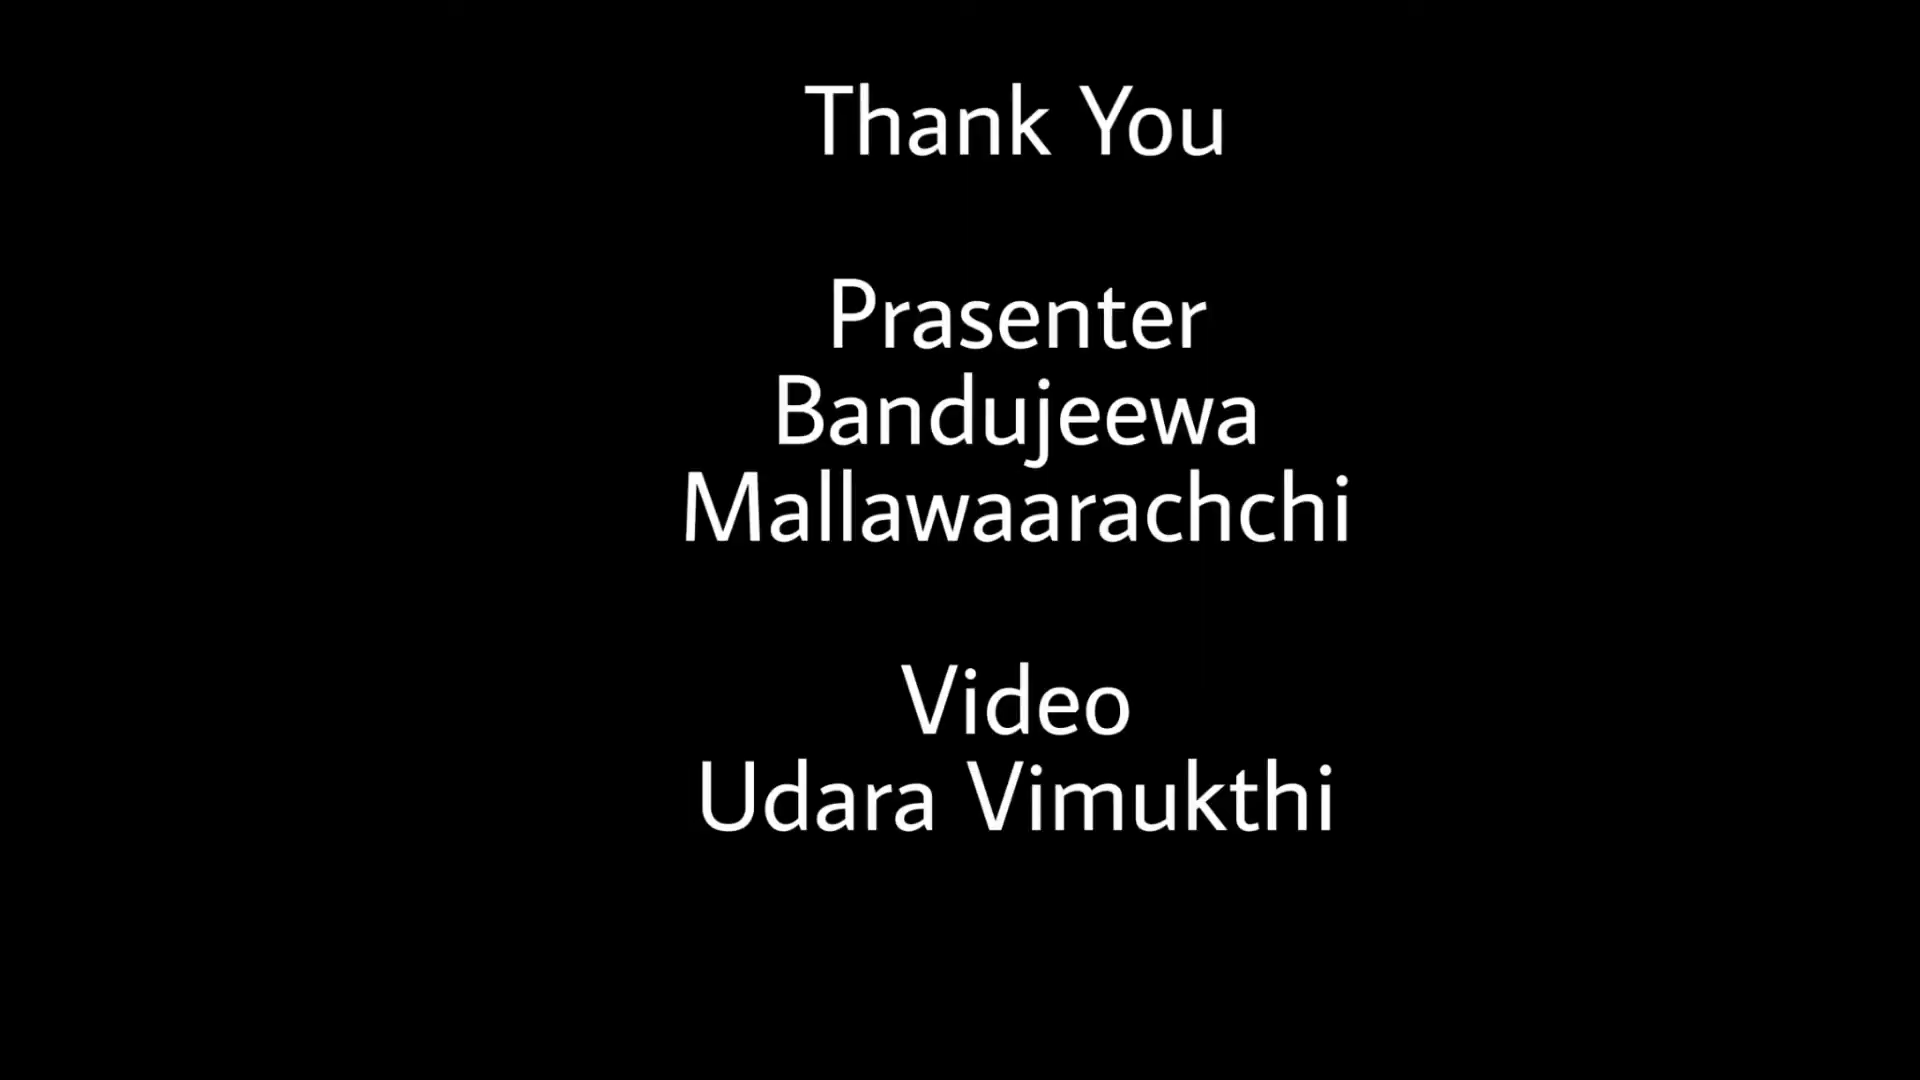 Thank You
Prasenter
Bandujeewa
Mallawaarachchi
Video
Udara Vimukthi